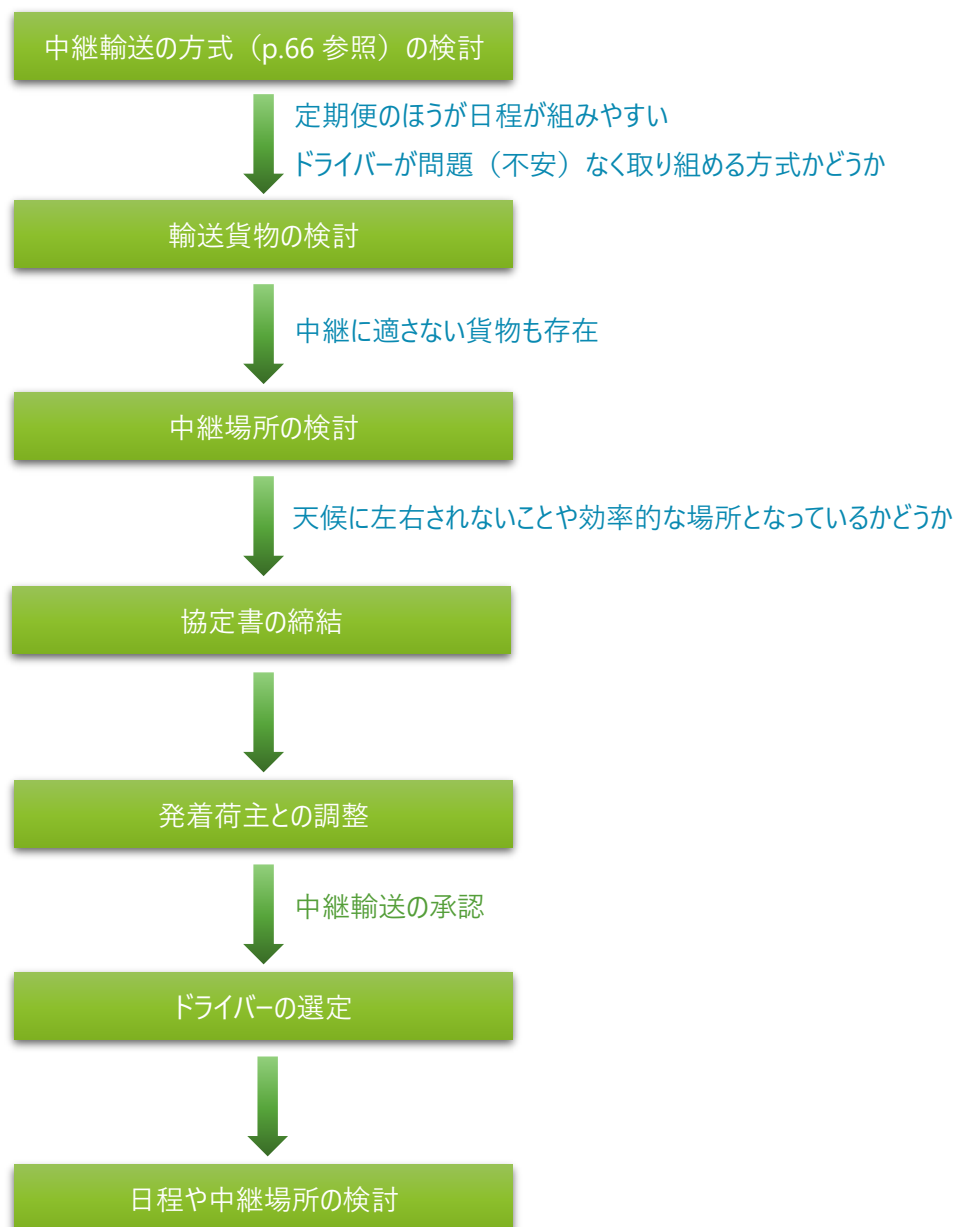 中継輸送の方式（p.66 参照）の検討
定期便のほうが日程が組みやすい
ドライバーが問題（不安）なく取り組める方式かどうか
輸送貨物の検討
中継に適さない貨物も存在
中継場所の検討
天候に左右されないことや効率的な場所となっているかどうか
協定書の締結
発着荷主との調整
中継輸送の承認
ドライバーの選定
日程や中継場所の検討